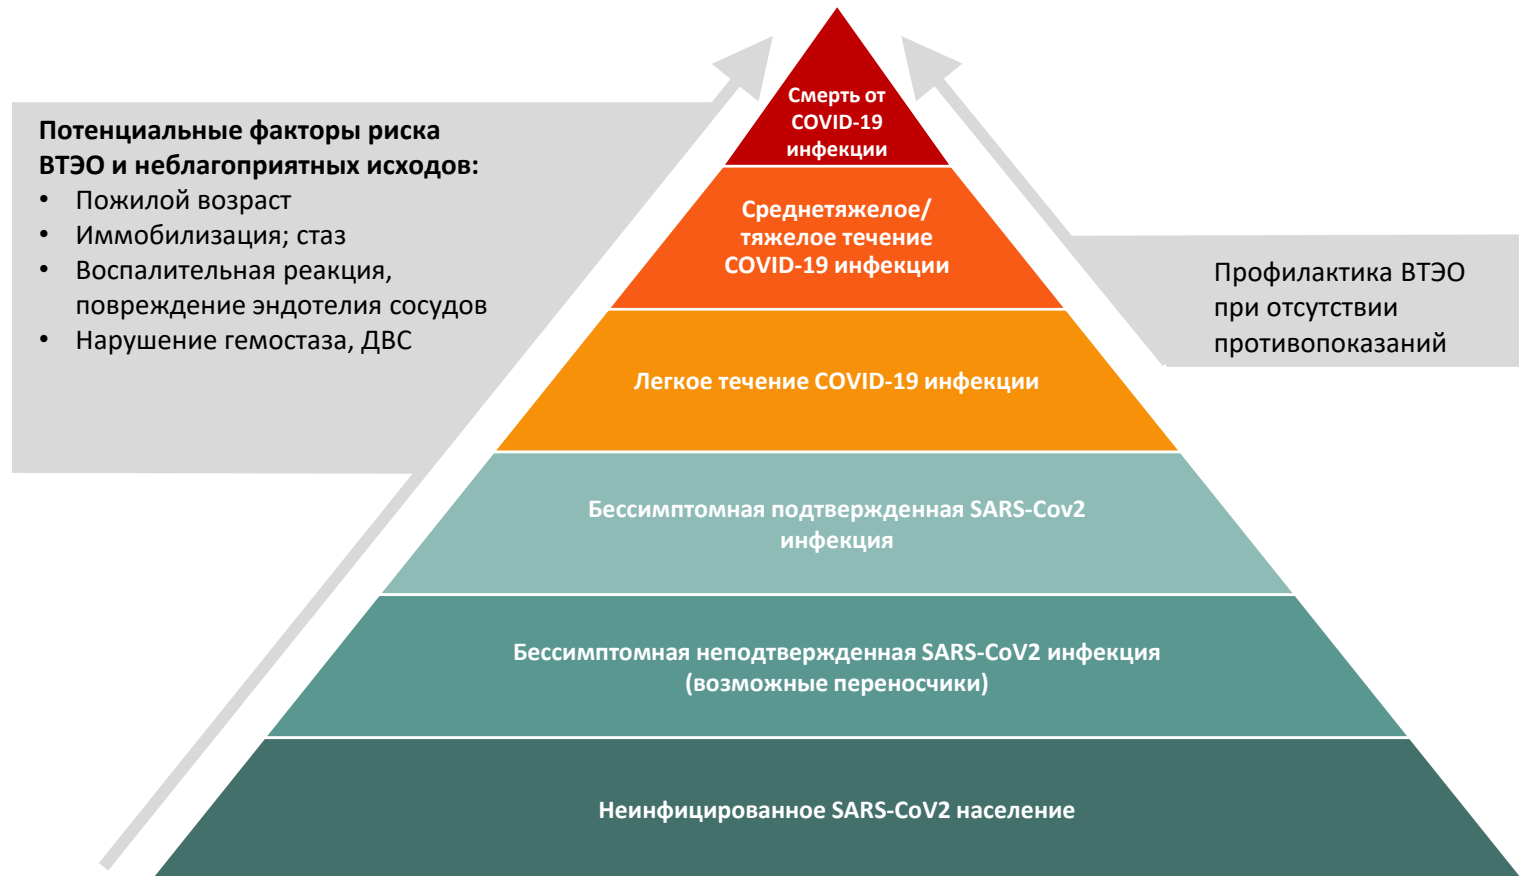 Потенциальные факторы риска
ВТЭО и неблагоприятных исходов:
• Пожилой возраст
• Иммобилизация; стаз
• Воспалительная реакция,
повреждение эндотелия сосудов
• Нарушение гемостаза, ДВС
Смерть от
COVID-19
инфекции
Среднетяжелое/
тяжелое течение
COVID-19 инфекции
Легкое течение COVID-19 инфекции
Бессимптомная подтвержденная SARS-Cov2
инфекция
Бессимптомная неподтвержденная SARS-CoV2 инфекция
(возможные переносчики)
Неинфицированное SARS-CoV2 население
Профилактика ВТЭО
при отсутствии
противопоказаний